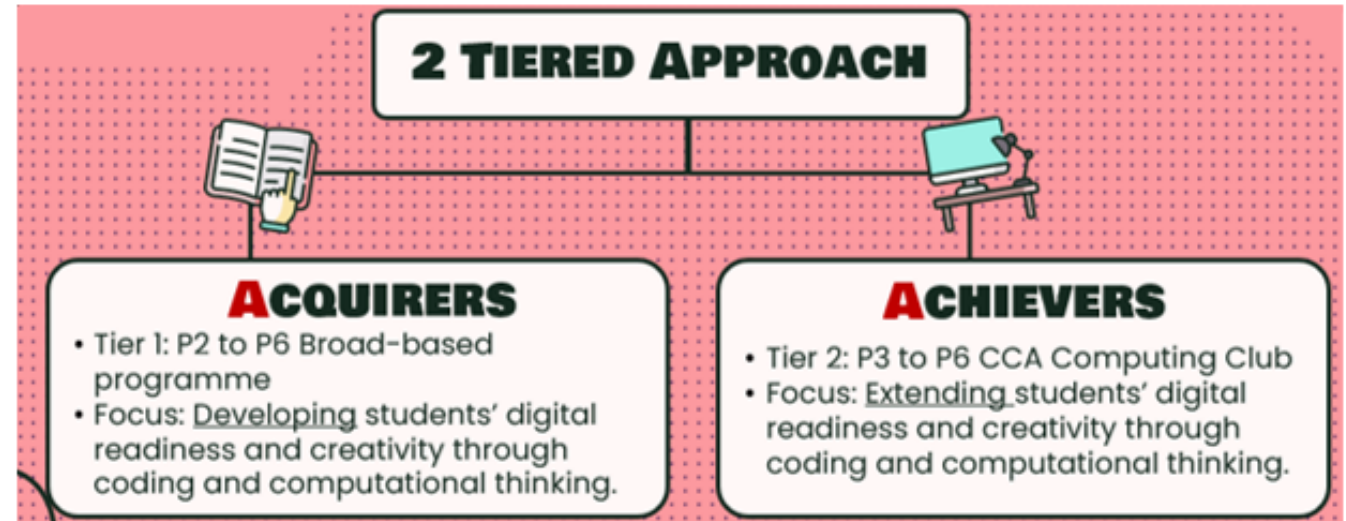 2 TIERED APPROACH
ACQUIRERS
• Tier 1: P2 to P6 Broad-based
programme
• Focus: Developing students’ digital
readiness and creativity through
coding and computational thinking.
ACHIEVERS
• Tier 2: P3 to P6 CCA Computing Club
• Focus: Extending students’ digital
readiness and creativity through
coding and computational thinking.